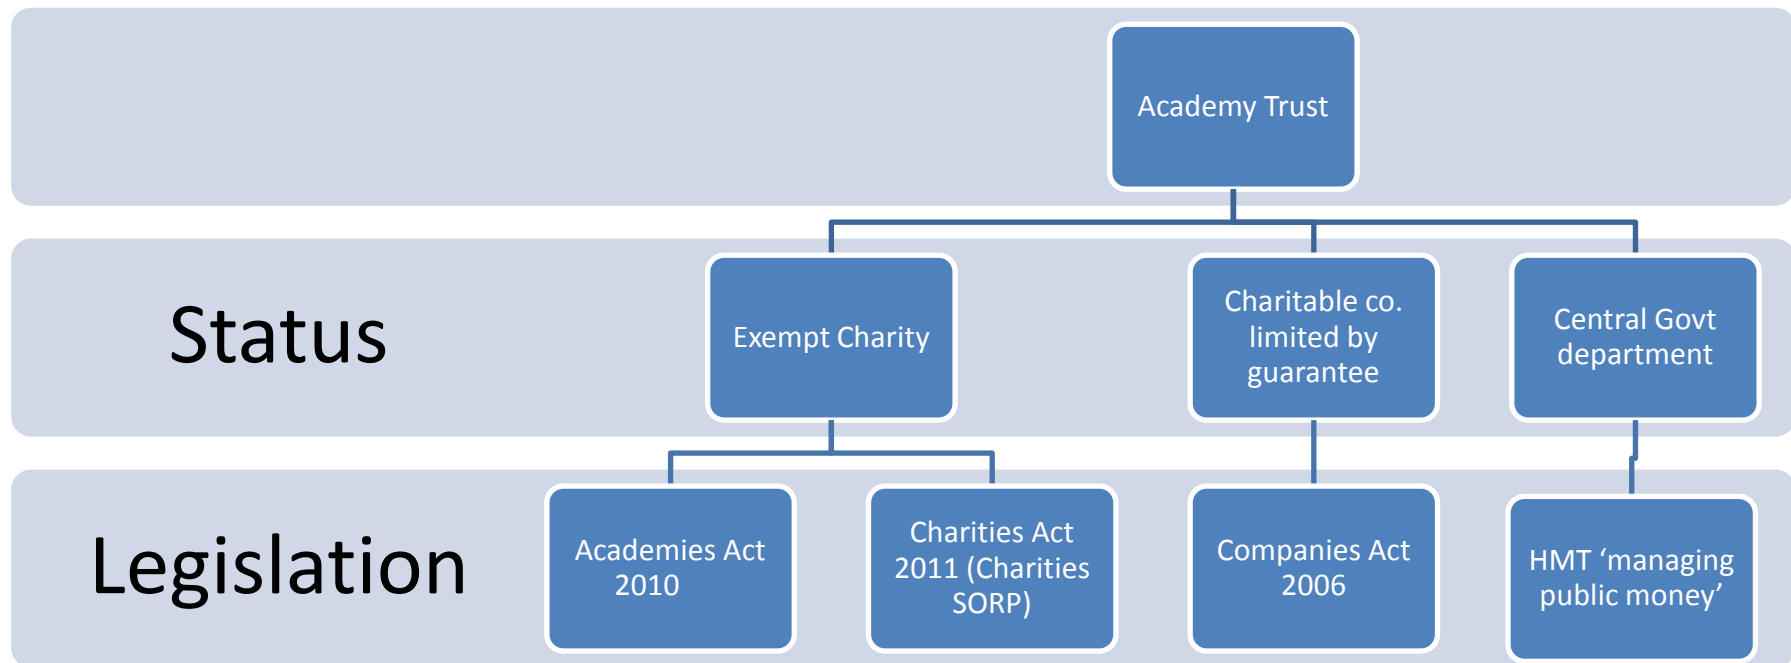 Academy Trust
Status
Exempt Charity
Charitable co.
limited by
guarantee
Central Govt
department
Legislation
Academies Act
2010
Charities Act
2011 (Charities
SORP)
Companies Act
2006
HMT ‘managing
public money’